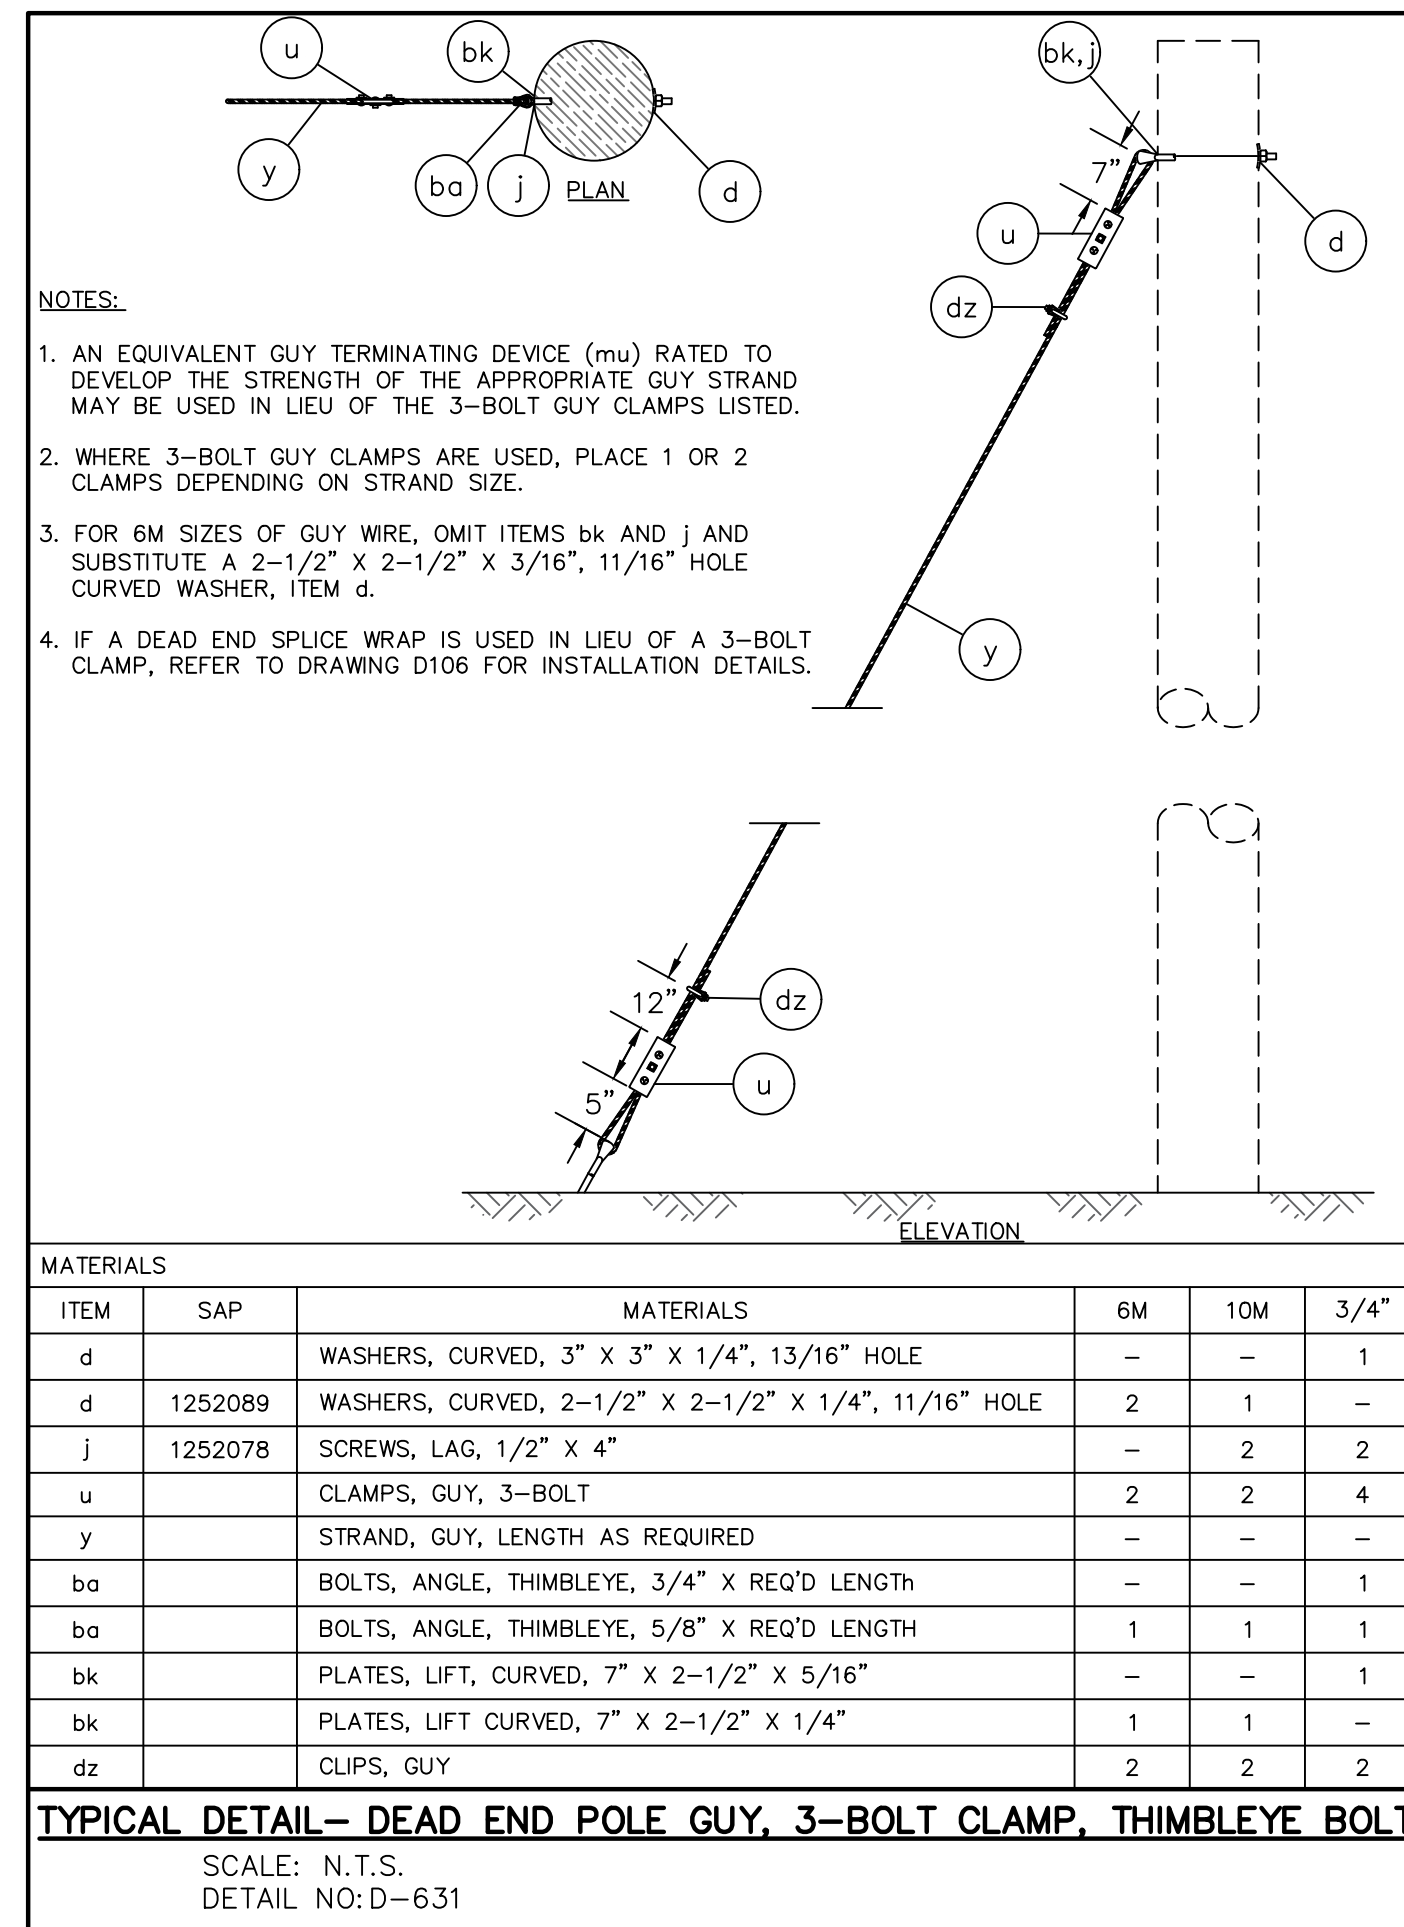 u
bk
y
ba
j
PLAN
d
bk, j
7"
u
d
dz
y
NOTES:
1. AN EQUIVALENT GUY TERMINATING DEVICE (mu) RATED TO
DEVELOP THE STRENGTH OF THE APPROPRIATE GUY STRAND
MAY BE USED IN LIEU OF THE 3-BOLT GUY CLAMPS LISTED.
2. WHERE 3-BOLT GUY CLAMPS ARE USED, PLACE 1 OR 2
CLAMPS DEPENDING ON STRAND SIZE.
3. FOR 6M SIZES OF GUY WIRE, OMIT ITEMS bk AND j AND
SUBSTITUTE A 2-1/2" X 2-1/2" X 3/16", 11/16" HOLE
CURVED WASHER, ITEM d.
4. IF A DEAD END SPLICE WRAP IS USED IN LIEU OF A 3-BOLT
CLAMP, REFER TO DRAWING D106 FOR INSTALLATION DETAILS.
12"
dz
5"
u
ELEVATION
MATERIALS
ITEM SAP MATERIALS 6M 10M 3/4"
d WASHERS, CURVED, 3" X 3" X 1/4", 13/16" HOLE – – 1
d 1252089 WASHERS, CURVED, 2-1/2" X 2-1/2" X 1/4", 11/16" HOLE 2 1 –
j 1252078 SCREWS, LAG, 1/2" X 4" – 2 2
u CLAMPS, GUY, 3-BOLT 2 2 4
y STRAND, GUY, LENGTH AS REQUIRED – – –
ba BOLTS, ANGLE, THIMBLEYE, 3/4" X REQ'D LENGTh – – 1
ba BOLTS, ANGLE, THIMBLEYE, 5/8" X REQ'D LENGTH 1 1 1
bk PLATES, LIFT, CURVED, 7" X 2-1/2" X 5/16" – – 1
bk PLATES, LIFT CURVED, 7" X 2-1/2" X 1/4" 1 1 –
dz CLIPS, GUY 2 2 2
TYPICAL DETAIL- DEAD END POLE GUY, 3-BOLT CLAMP, THIMBLEYE BOLT
SCALE: N.T.S.
DETAIL NO: D-631